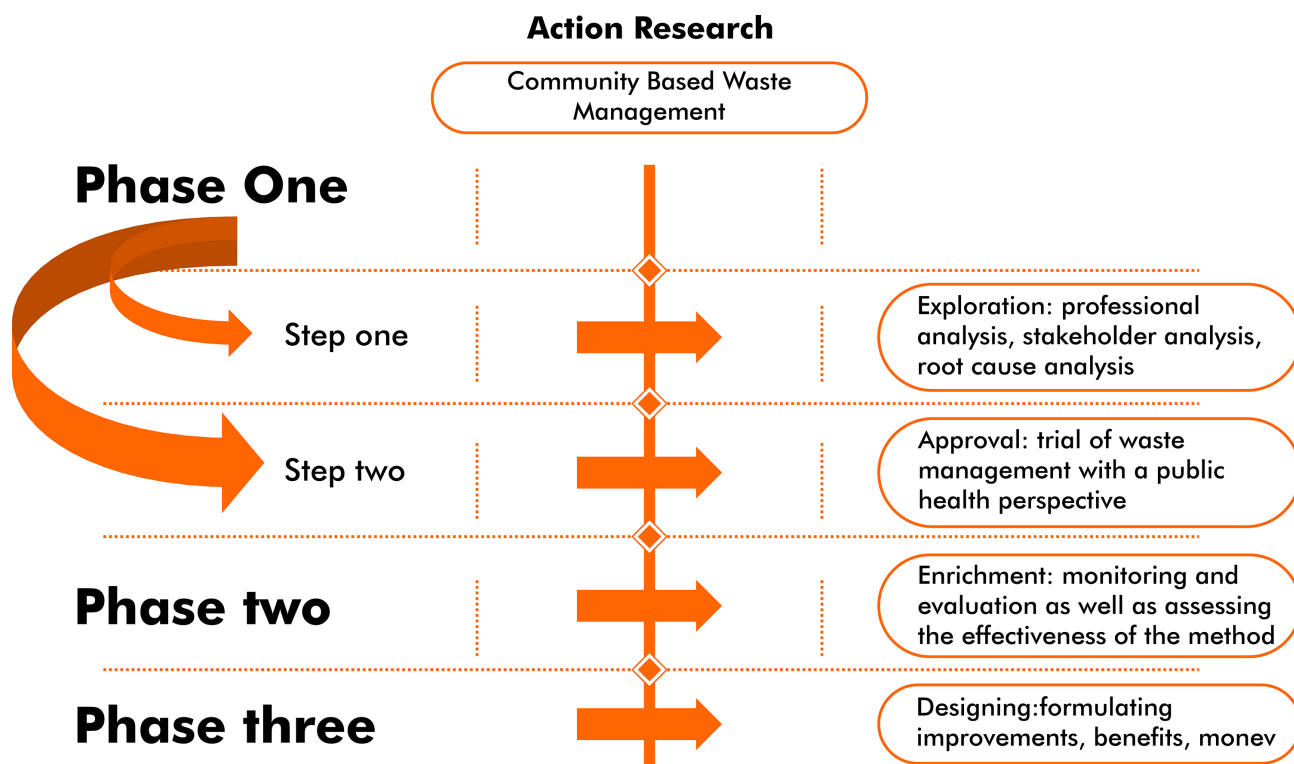 Action Research
Community Based Waste
Management
Phase One
Step one
Exploration: professional
analysis, stakeholder analysis,
root cause analysis
Step two
Approval: trial of waste
management with a public
health perspective
Phase two
Enrichment: monitoring and
evaluation as well as assessing
the effectiveness of the method
Phase three
Designing:formulating
improvements, benefits, monev